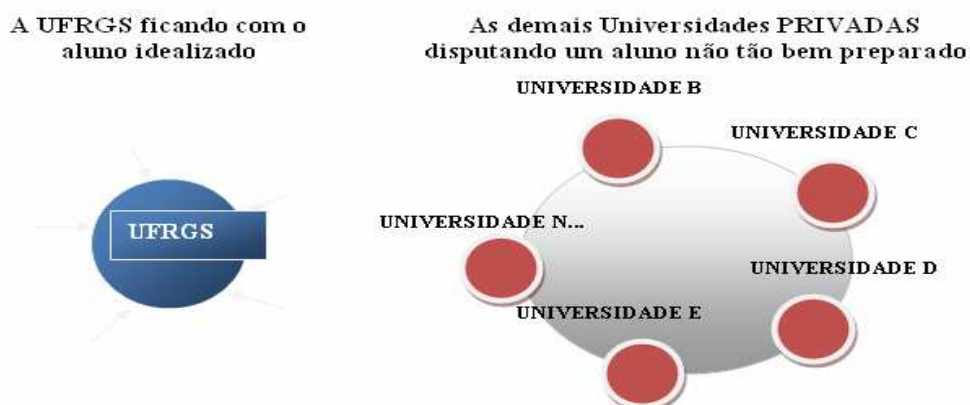 A UFRGS ficando com o
aluno idealizado
UFRGS
As demais Universidades PRIVADAS
disputando um aluno não tão bem preparado
UNIVERSIDADE B
UNIVERSIDADE C
UNIVERSIDADE N...
UNIVERSIDADE D
UNIVERSIDADE E